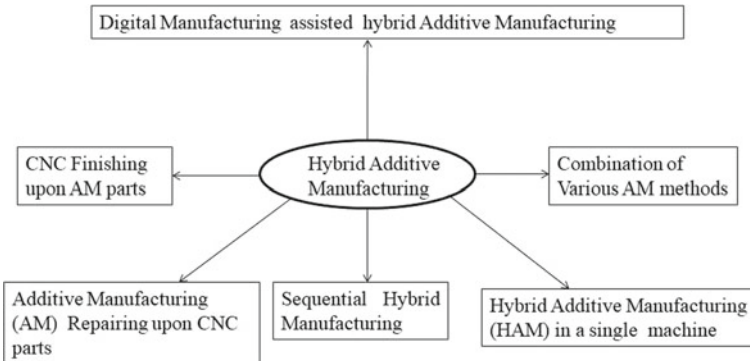 Digital Manufacturing assisted hybrid Additive Manufacturing
CNC Finishing
upon AM parts
Hybrid Additive
Manufacturing
Combination of
Various AM methods
Additive Manufacturing
(AM) Repairing upon CNC
parts
Sequential Hybrid
Manufacturing
Hybrid Additive Manufacturing
(HAM) in a single machine